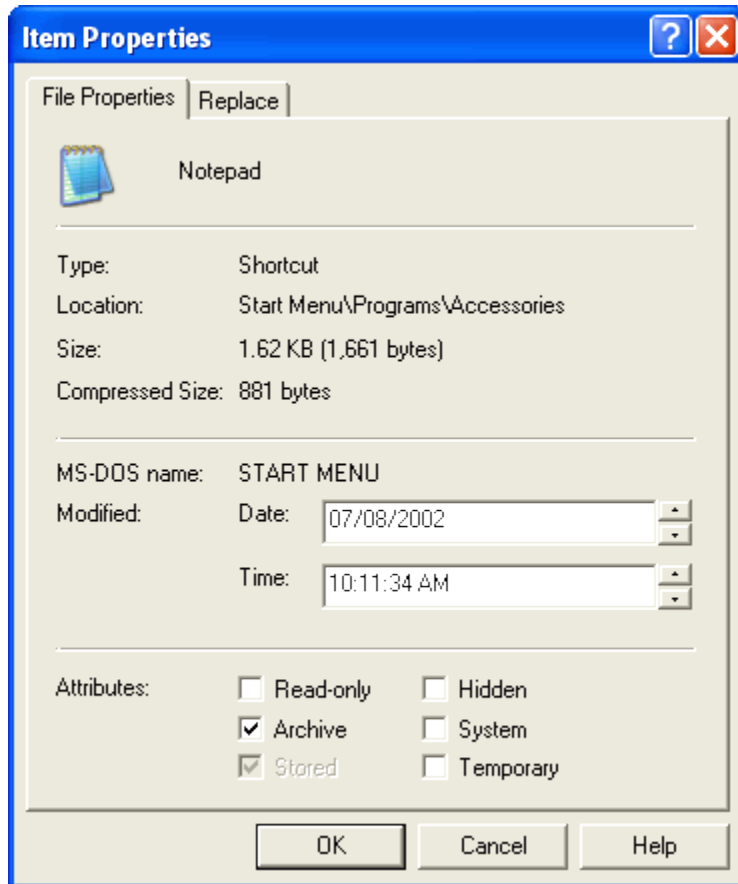 Item Properties
File Properties Replace
Notepad
Type: Shortcut
Location: Start Menu\Programs\Accessories
Size: 1.62 KB (1,661 bytes)
Compressed Size: 881 bytes
MS-DOS name: START MENU
Modified: Date: 07/08/2002
Time: 10:11:34 AM
Attributes: Read-only Hidden
Archive System
Stored Temporary
OK Cancel Help